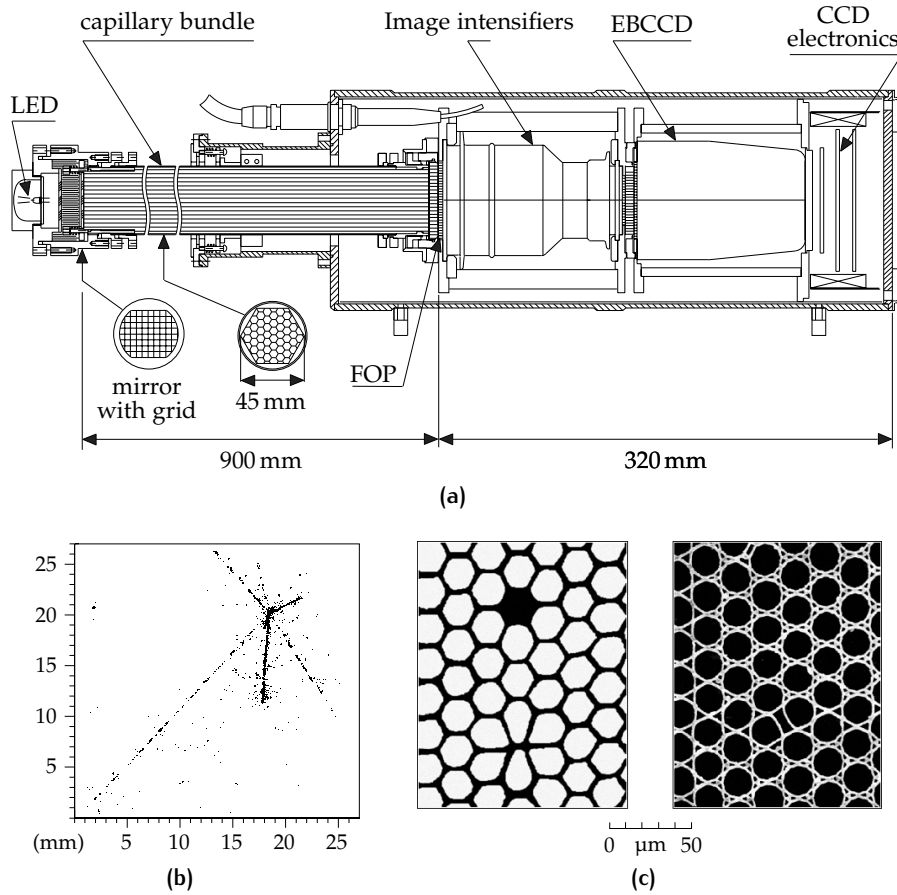 capillary bundle
Image intensifiers
EBCCD
CCD
electronics
LED
FOP
mirror
with grid
45 mm
900 mm
320 mm
(a)
25
20
15
10
5
(mm) 5 10 15 20 25
(b)
0 µm 50
(c)